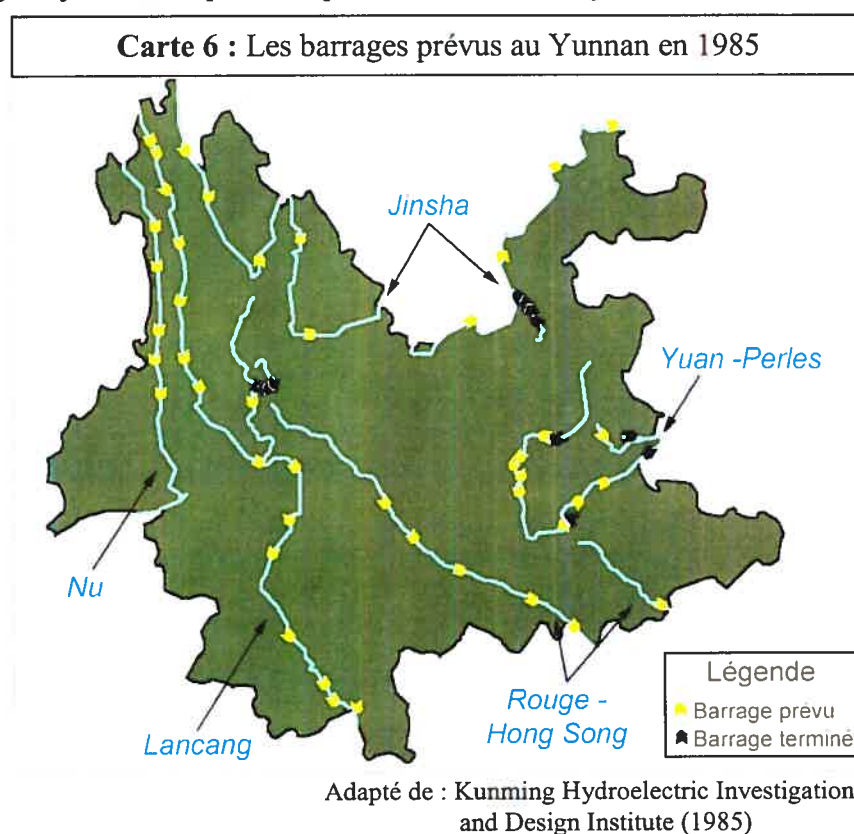 Carte 6 : Les barrages prévus au Yunnan en 1985
Jinsha
Yuan -Perles
Nu
Lancang
Rouge -
Hong Song
Légende
Barrage prévu
Barrage terminé
Adapté de : Kunming Hydroelectric Investigation
and Design Institute (1985)